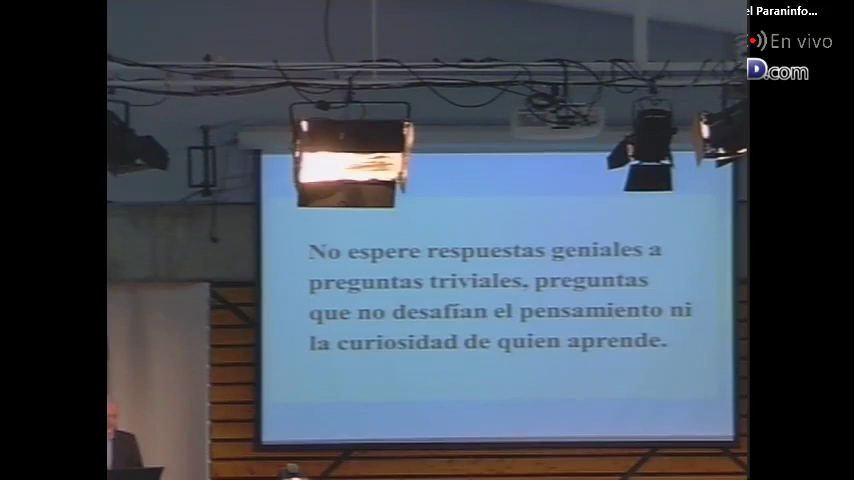 el Paraninfo...
En vivo
D.com
No espere respuestas geniales a
preguntas triviales, preguntas
que no desafían el pensamiento ni
la curiosidad de quien aprende.